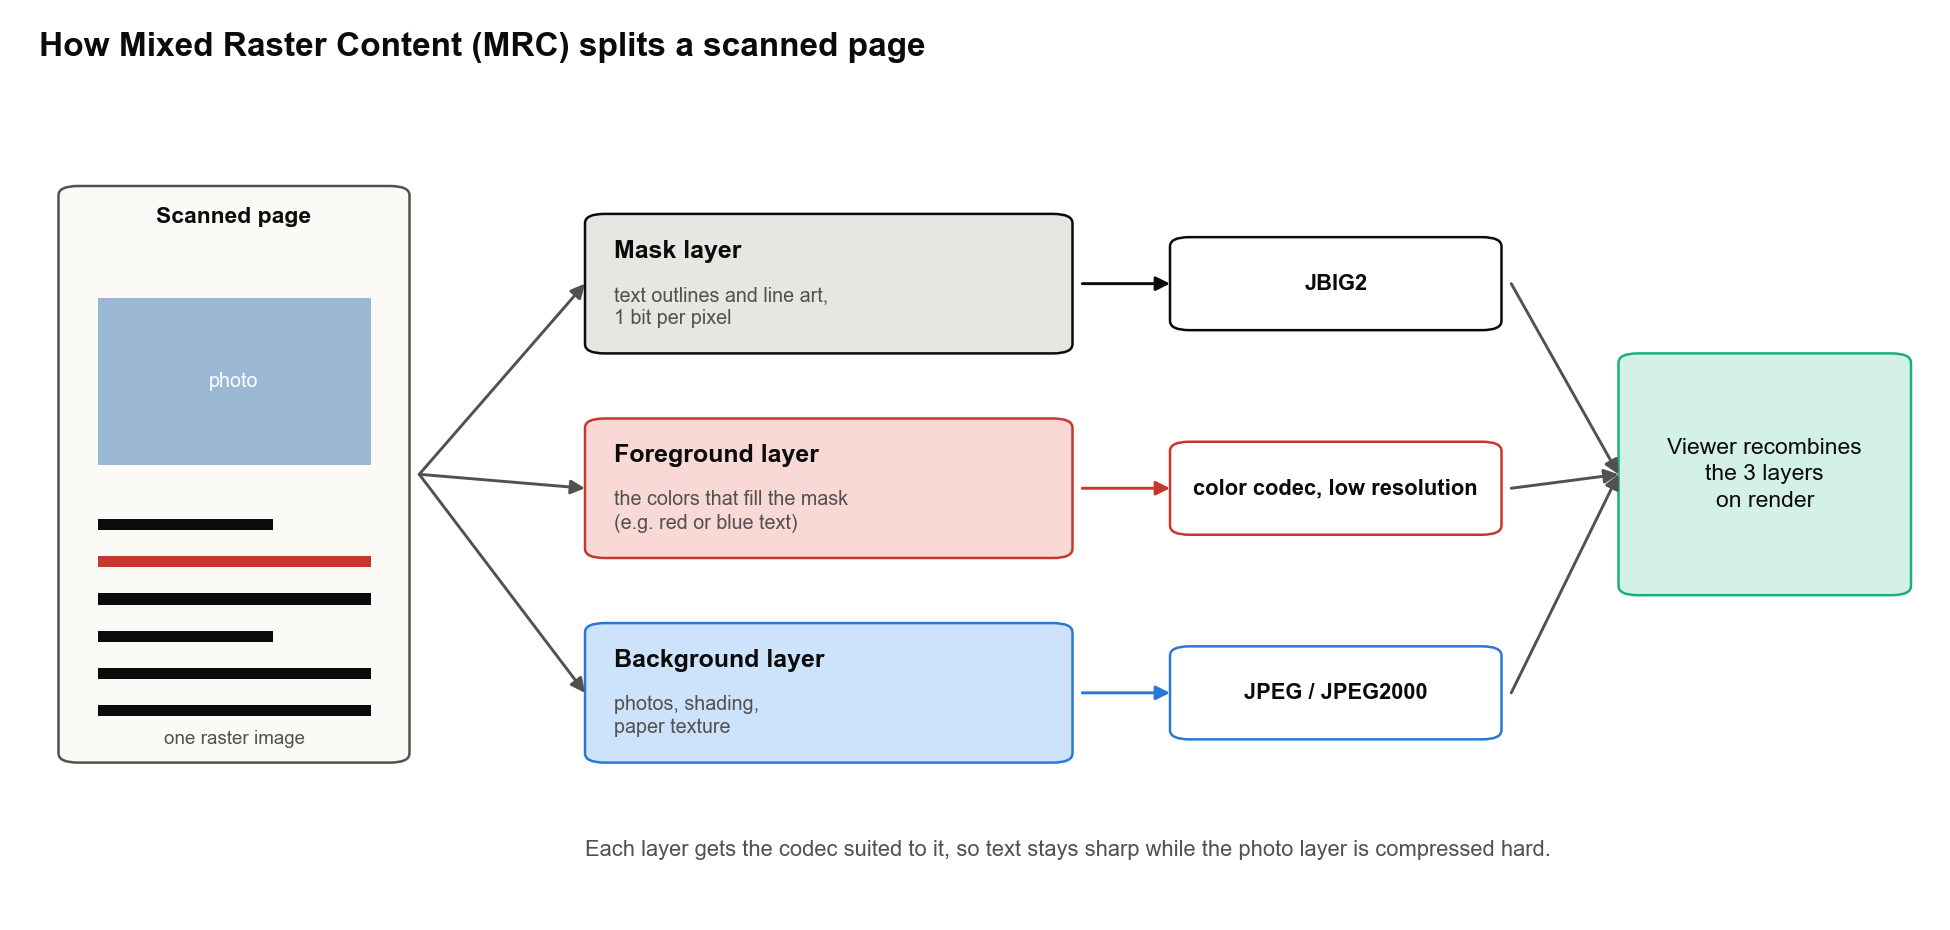 How Mixed Raster Content (MRC) splits a scanned page
Scanned page
photo
one raster image
Mask layer
text outlines and line art,
1 bit per pixel
JBIG2
Foreground layer
the colors that fill the mask
(e.g. red or blue text)
color codec, low resolution
Background layer
photos, shading,
paper texture
JPEG / JPEG2000
Viewer recombines
the 3 layers
on render
Each layer gets the codec suited to it, so text stays sharp while the photo layer is compressed hard.